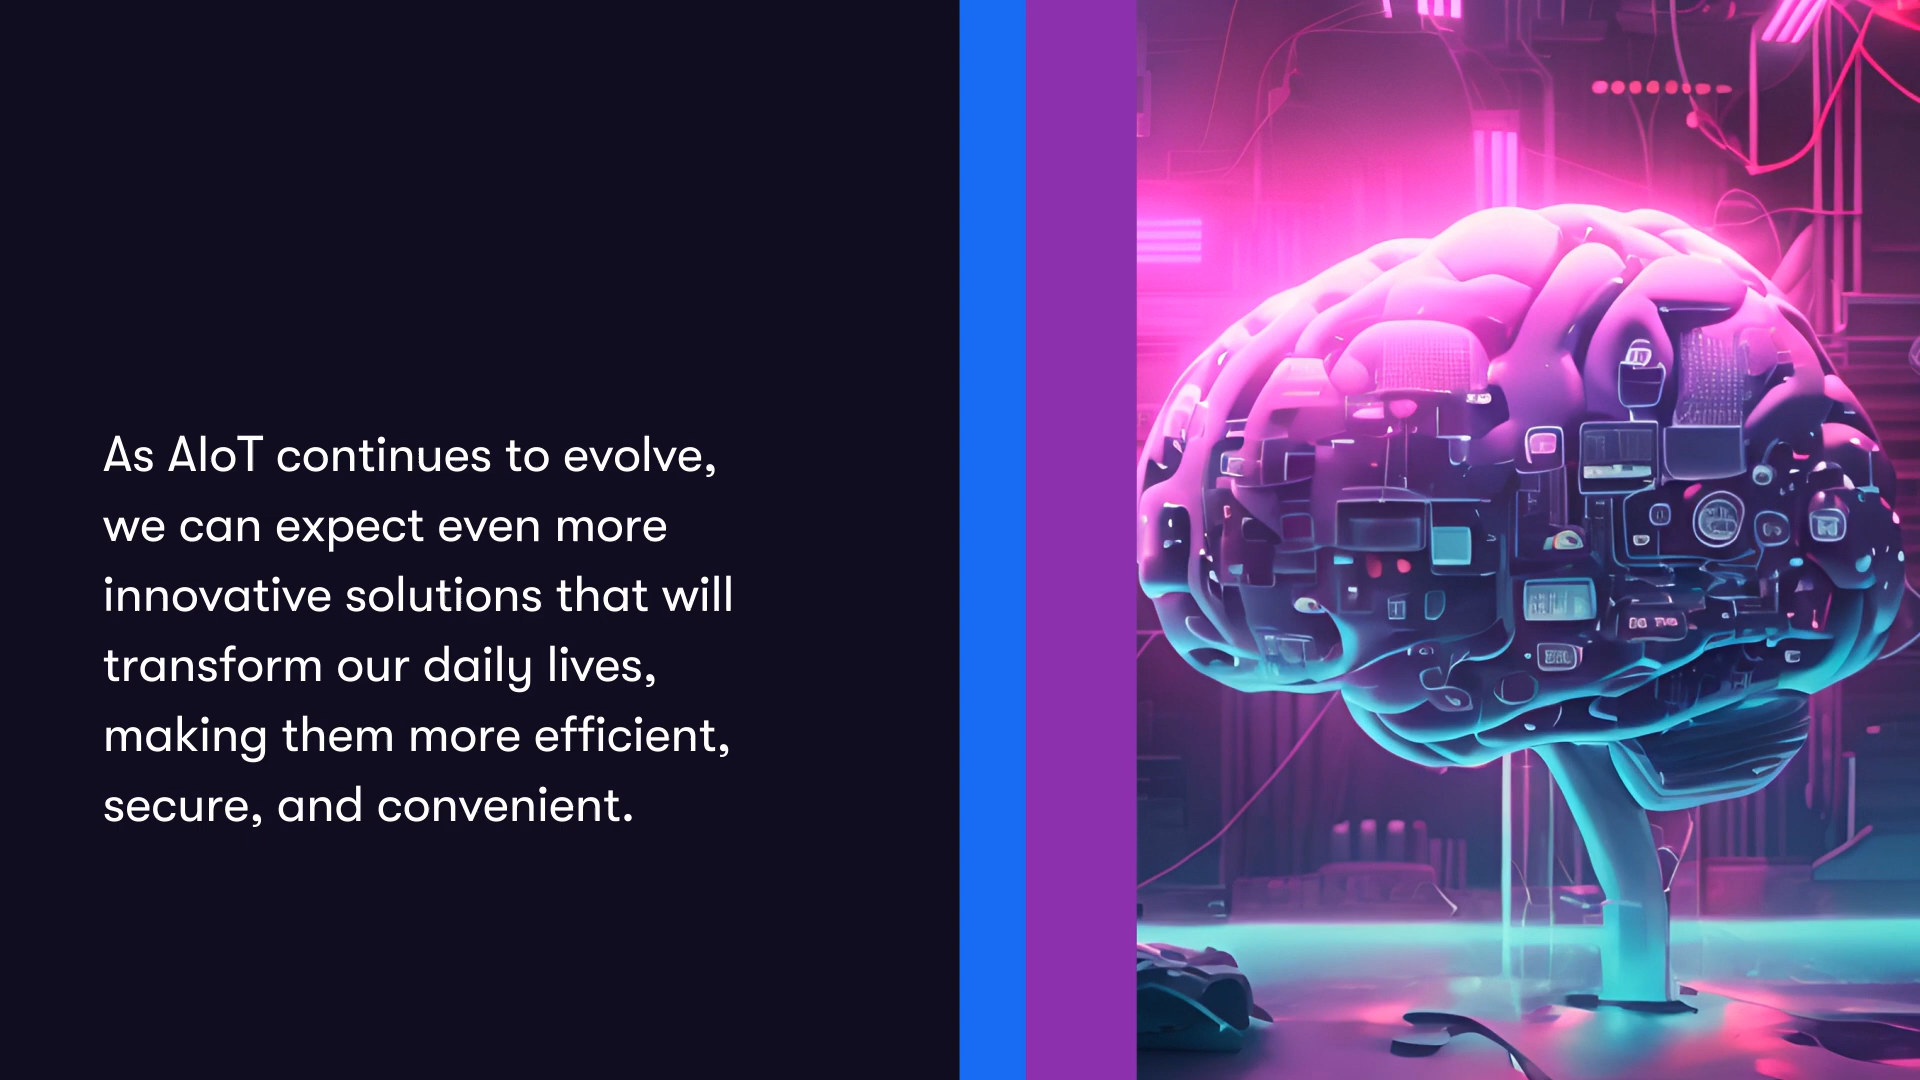 As AIoT continues to evolve,
we can expect even more
innovative solutions that will
transform our daily lives,
making them more efficient,
secure, and convenient.